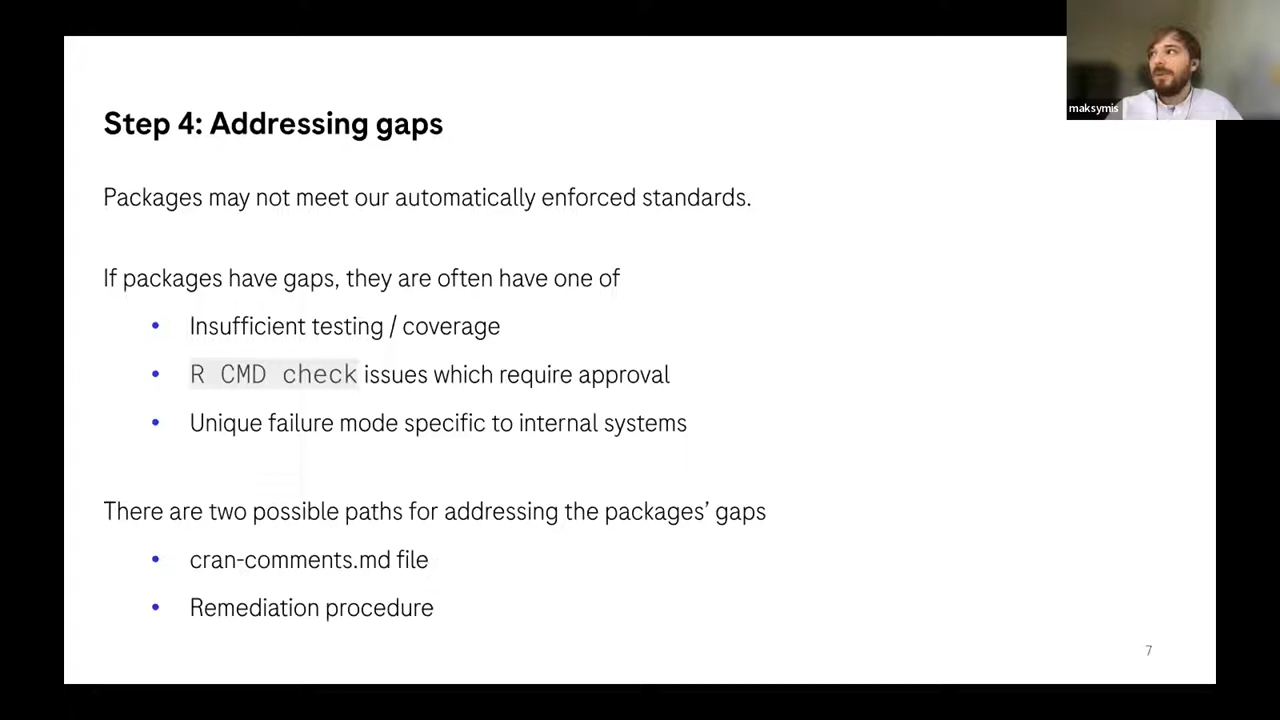 maksymis
Step 4: Addressing gaps
Packages may not meet our automatically enforced standards.
If packages have gaps, they are often have one of
• Insufficient testing / coverage
• R CMD check issues which require approval
• Unique failure mode specific to internal systems
There are two possible paths for addressing the packages’ gaps
• cran-comments.md file
• Remediation procedure
7